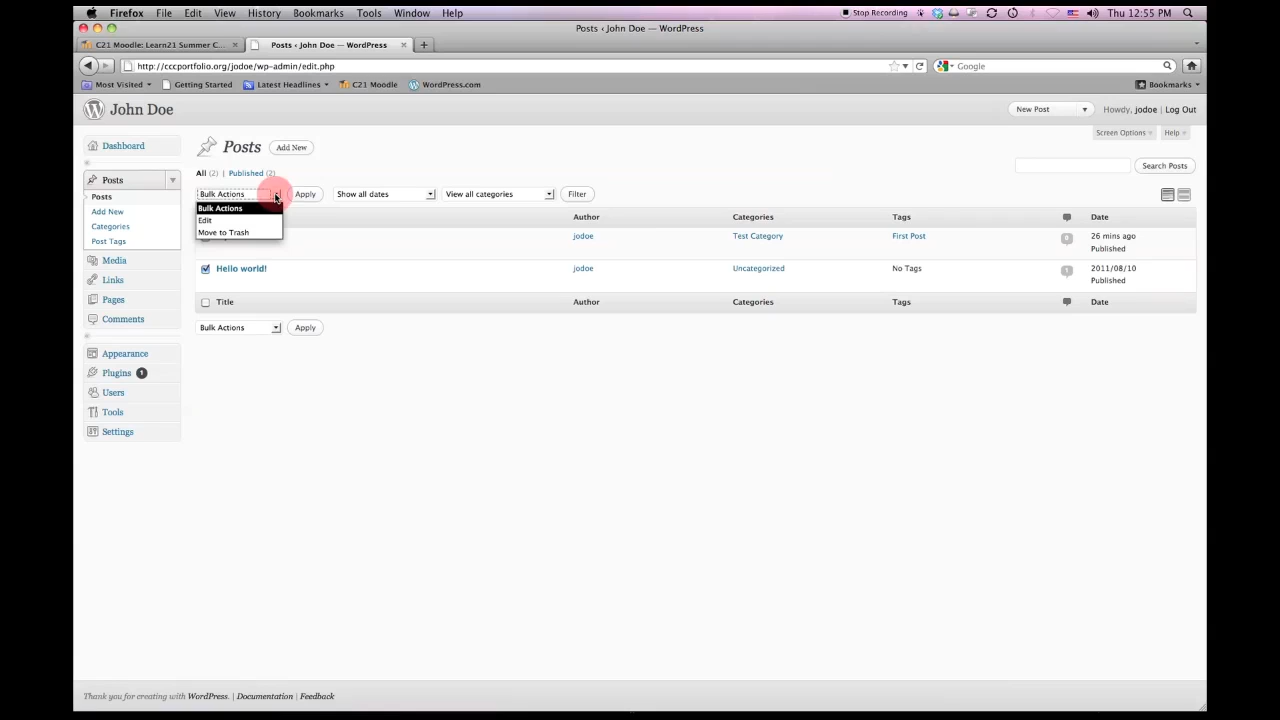 Firefox File Edit View History Bookmarks Tools Window Help Stop Recording Thu 12:55 PM
Posts ‹ John Doe — WordPress
C21 Moodle: Learn21 Summer C... Posts ‹ John Doe — WordPress
http://cccportfolio.org/jodoe/wp-admin/edit.php Google
Most Visited Getting Started Latest Headlines C21 Moodle WordPress.com Bookmarks
John Doe New Post Howdy, jodoe | Log Out
Screen Options Help
Dashboard
Posts Add New
All (2) | Published (2) Search Posts
Posts
Bulk Actions Apply Show all dates View all categories Filter
Posts
Bulk Actions
Edit
Move to Trash
Add New
Categories
Post Tags
Media
Links
Pages
Comments
Appearance
Plugins 1
Users
Tools
Settings
Author Categories Tags Date
jodoe Test Category First Post 0 26 mins ago
Published
Hello world! jodoe Uncategorized No Tags 1 2011/08/10
Published
Title Author Categories Tags Date
Bulk Actions Apply
Thank you for creating with WordPress. | Documentation | Feedback